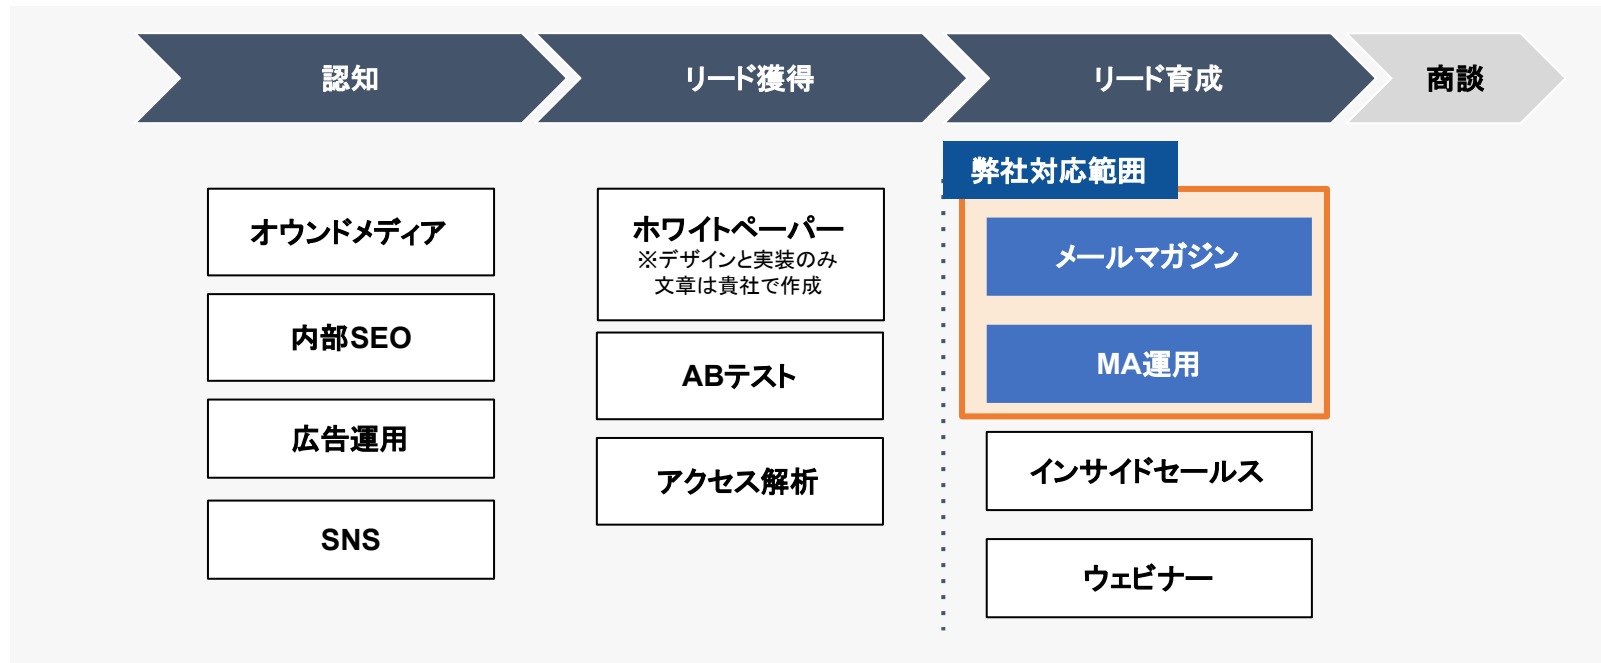 認知
リード獲得
リード育成
商談
オウンドメディア
内部SEO
広告運用
SNS
ホワイトペーパー
※デザインと実装のみ
文章は貴社で作成
ABテスト
アクセス解析
弊社対応範囲
メールマガジン
MA運用
インサイドセールス
ウェビナー